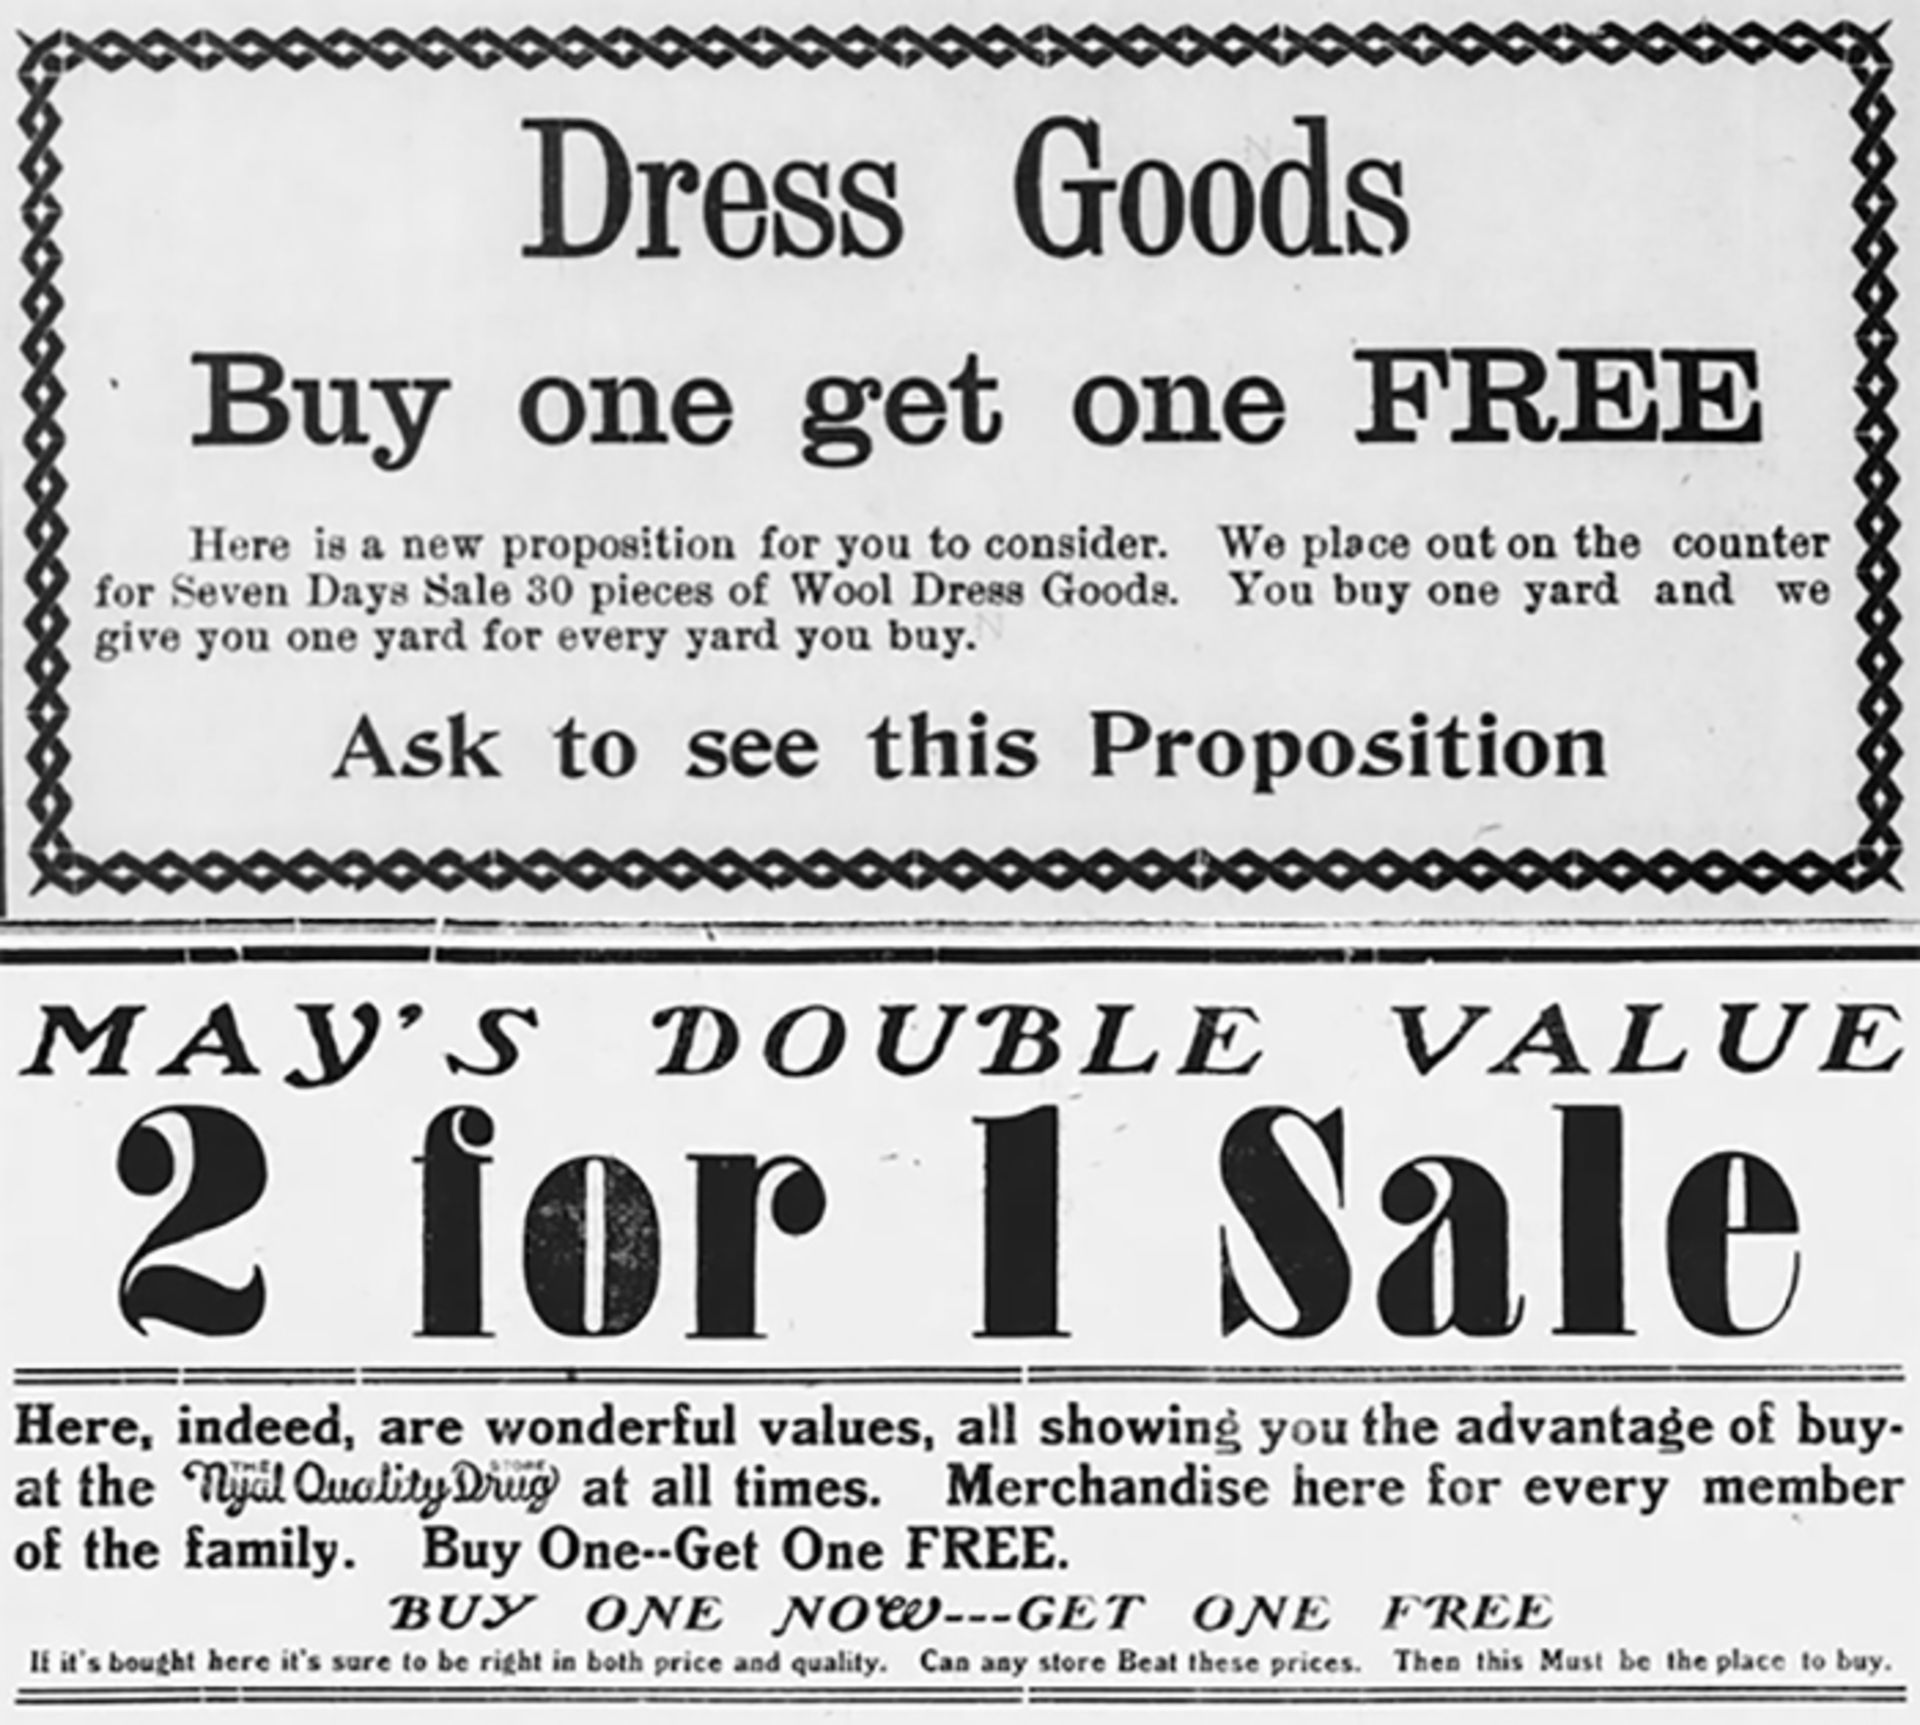 Dress Goods
Buy one get one FREE
Here is a new proposition for you to consider. We place out on the counter
for Seven Days Sale 30 pieces of Wool Dress Goods. You buy one yard and we
give you one yard for every yard you buy.
Ask to see this Proposition
MAY'S DOUBLE VALUE
2 for 1 Sale
Here, indeed, are wonderful values, all showing you the advantage of buy-
at the THE Nyal Quality Drug STORE at all times. Merchandise here for every member
of the family. Buy One--Get One FREE.
BUY ONE NOW---GET ONE FREE
If it's bought here it's sure to be right in both price and quality. Can any store Beat these prices. Then this Must be the place to buy.